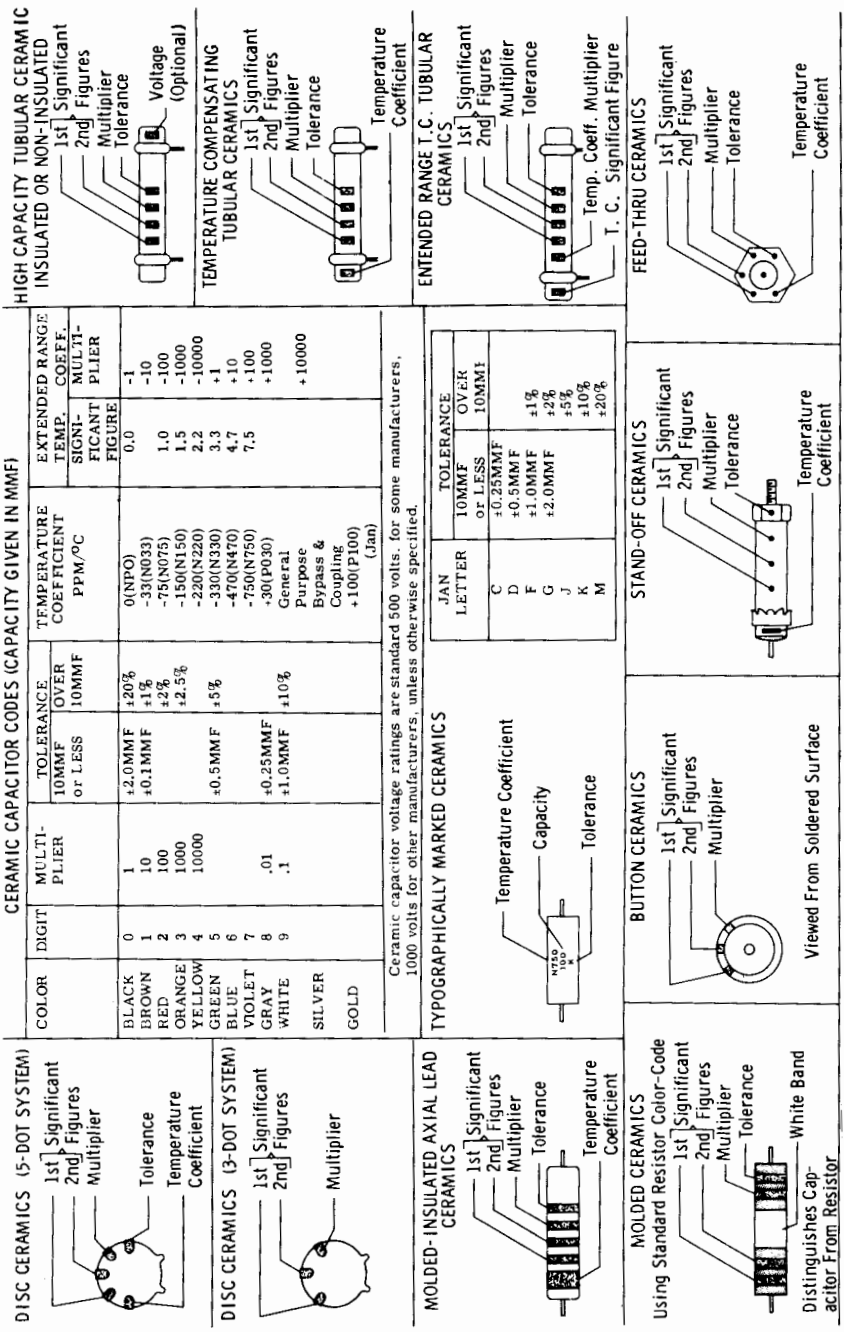 DISC CERAMICS (5-DOT SYSTEM)
1st] Significant
2nd] Figures
Multiplier
Tolerance
Temperature
Coefficient
DISC CERAMICS (3-DOT SYSTEM)
1st] Significant
2nd] Figures
Multiplier
CERAMIC CAPACITOR CODES (CAPACITY GIVEN IN MMF)
COLOR DIGIT MULTI-PLIER TOLERANCE 10MMF or LESS OVER 10MMF TEMPERATURE COEFFICIENT PPM/°C EXTENDED RANGE TEMP. COEFF. SIGNI-FICANT FIGURE MULTI-PLIER
BLACK 0 1 ±2.0MMF ±20% 0(NPO) 0.0 -1
BROWN 1 10 ±0.1MMF ±1% -33(N033) -10
RED 2 100 ±2% -75(N075) 1.0 -100
ORANGE 3 1000 ±2.5% -150(N150) 1.5 -1000
YELLOW 4 10000 -220(N220) 2.2 -10000
GREEN 5 ±0.5MMF ±5% -330(N330) 3.3 +1
BLUE 6 -470(N470) 4.7 +10
VIOLET 7 -750(N750) 7.5 +100
GRAY 8 .01 ±0.25MMF +30(P030) +1000
WHITE 9 .1 ±1.0MMF ±10% General
Purpose +10000
SILVER Bypass &
Coupling
GOLD +100(P100)
(Jan)
Ceramic capacitor voltage ratings are standard 500 volts, for some manufacturers,
1000 volts for other manufacturers, unless otherwise specified.
HIGH CAPACITY TUBULAR CERAMIC
INSULATED OR NON-INSULATED
1st] Significant
2nd] Figures
Multiplier
Tolerance
Voltage
(Optional)
TEMPERATURE COMPENSATING
TUBULAR CERAMICS
1st] Significant
2nd] Figures
Multiplier
Tolerance
Temperature
Coefficient
MOLDED-INSULATED AXIAL LEAD
CERAMICS
1st] Significant
2nd] Figures
Multiplier
Tolerance
Temperature
Coefficient
TYPOGRAPHICALLY MARKED CERAMICS
Temperature Coefficient
Capacity
N750
100
K
Tolerance
JAN LETTER TOLERANCE 10MMF or LESS OVER 10MMF
C ±0.25MMF
D ±0.5MMF
F ±1.0MMF ±1%
G ±2.0MMF ±2%
J ±5%
K ±10%
M ±20%
EXTENDED RANGE T.C. TUBULAR
CERAMICS
1st] Significant
2nd] Figures
Multiplier
Tolerance
Temp. Coeff. Multiplier
T. C. Significant Figure
MOLDED CERAMICS
Using Standard Resistor Color-Code
1st] Significant
2nd] Figures
Multiplier
Tolerance
White Band
Distinguishes Cap-
acitor From Resistor
BUTTON CERAMICS
1st] Significant
2nd] Figures
Multiplier
Viewed From Soldered Surface
STAND-OFF CERAMICS
1st] Significant
2nd] Figures
Multiplier
Tolerance
Temperature
Coefficient
FEED-THRU CERAMICS
1st] Significant
2nd] Figures
Multiplier
Tolerance
Temperature
Coefficient